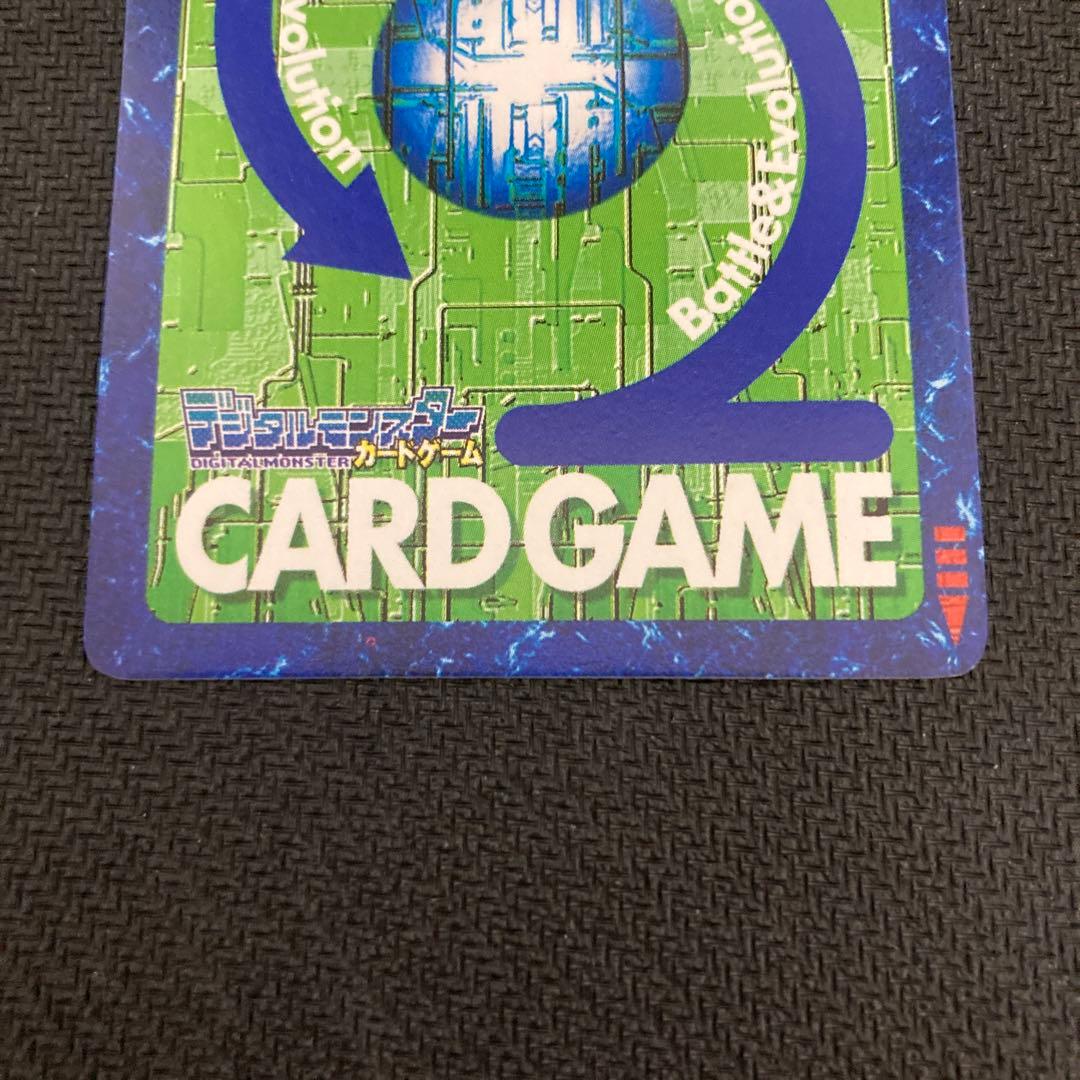 volution
Battle&Evolution
デジタルモンスター
DIGITALMONSTER
カードゲーム
CARD GAME